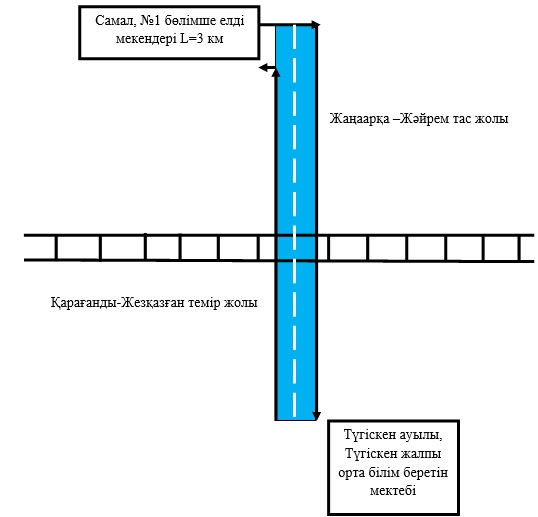 Самал, №1 бөлімше елді
мекендері L=3 км
Жаңаарқа –Жәйрем тас жолы
Қарағанды-Жезқазған темір жолы
Түгіскен ауылы,
Түгіскен жалпы
орта білім беретін
мектебі